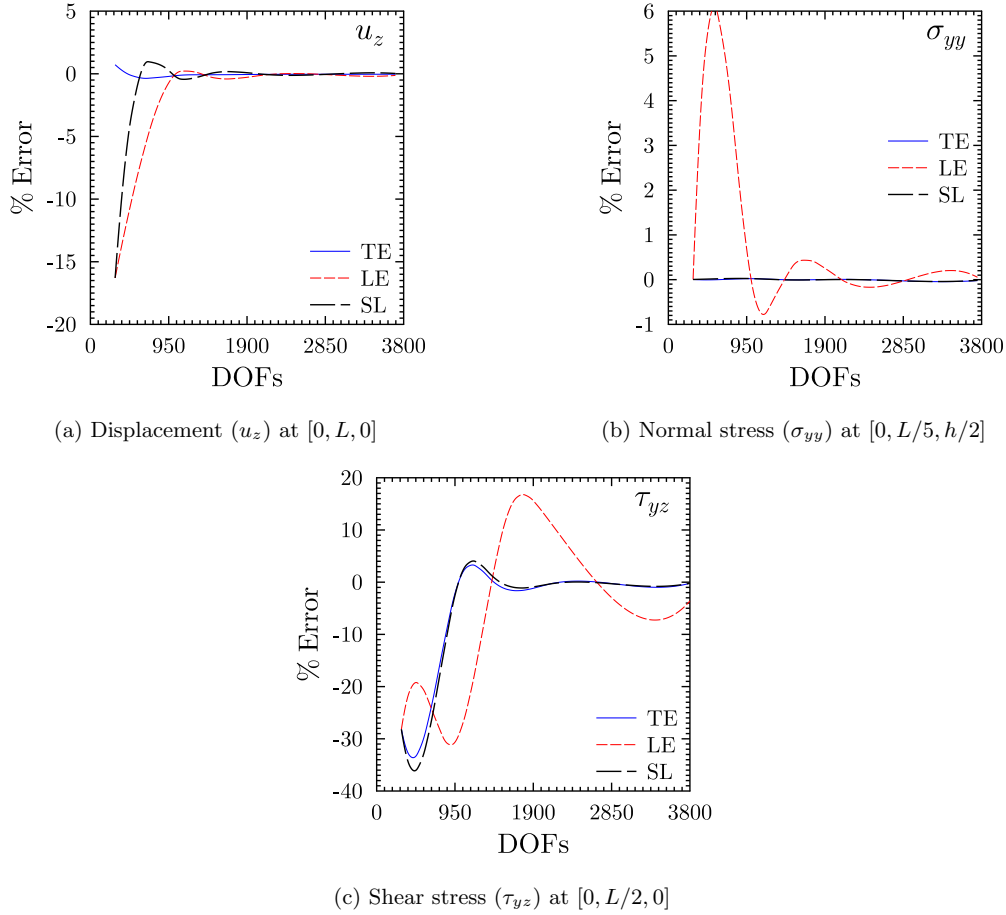 5
0
-5
-10
-15
-20
% Error
u_z
TE
LE
SL
0 950 1900 2850 3800
DOFs
(a) Displacement (u_z) at [0, L, 0]
6
5
4
3
2
1
0
-1
% Error
σ_yy
TE
LE
SL
0 950 1900 2850 3800
DOFs
(b) Normal stress (σ_yy) at [0, L/5, h/2]
20
10
0
-10
-20
-30
-40
% Error
τ_yz
TE
LE
SL
0 950 1900 2850 3800
DOFs
(c) Shear stress (τ_yz) at [0, L/2, 0]